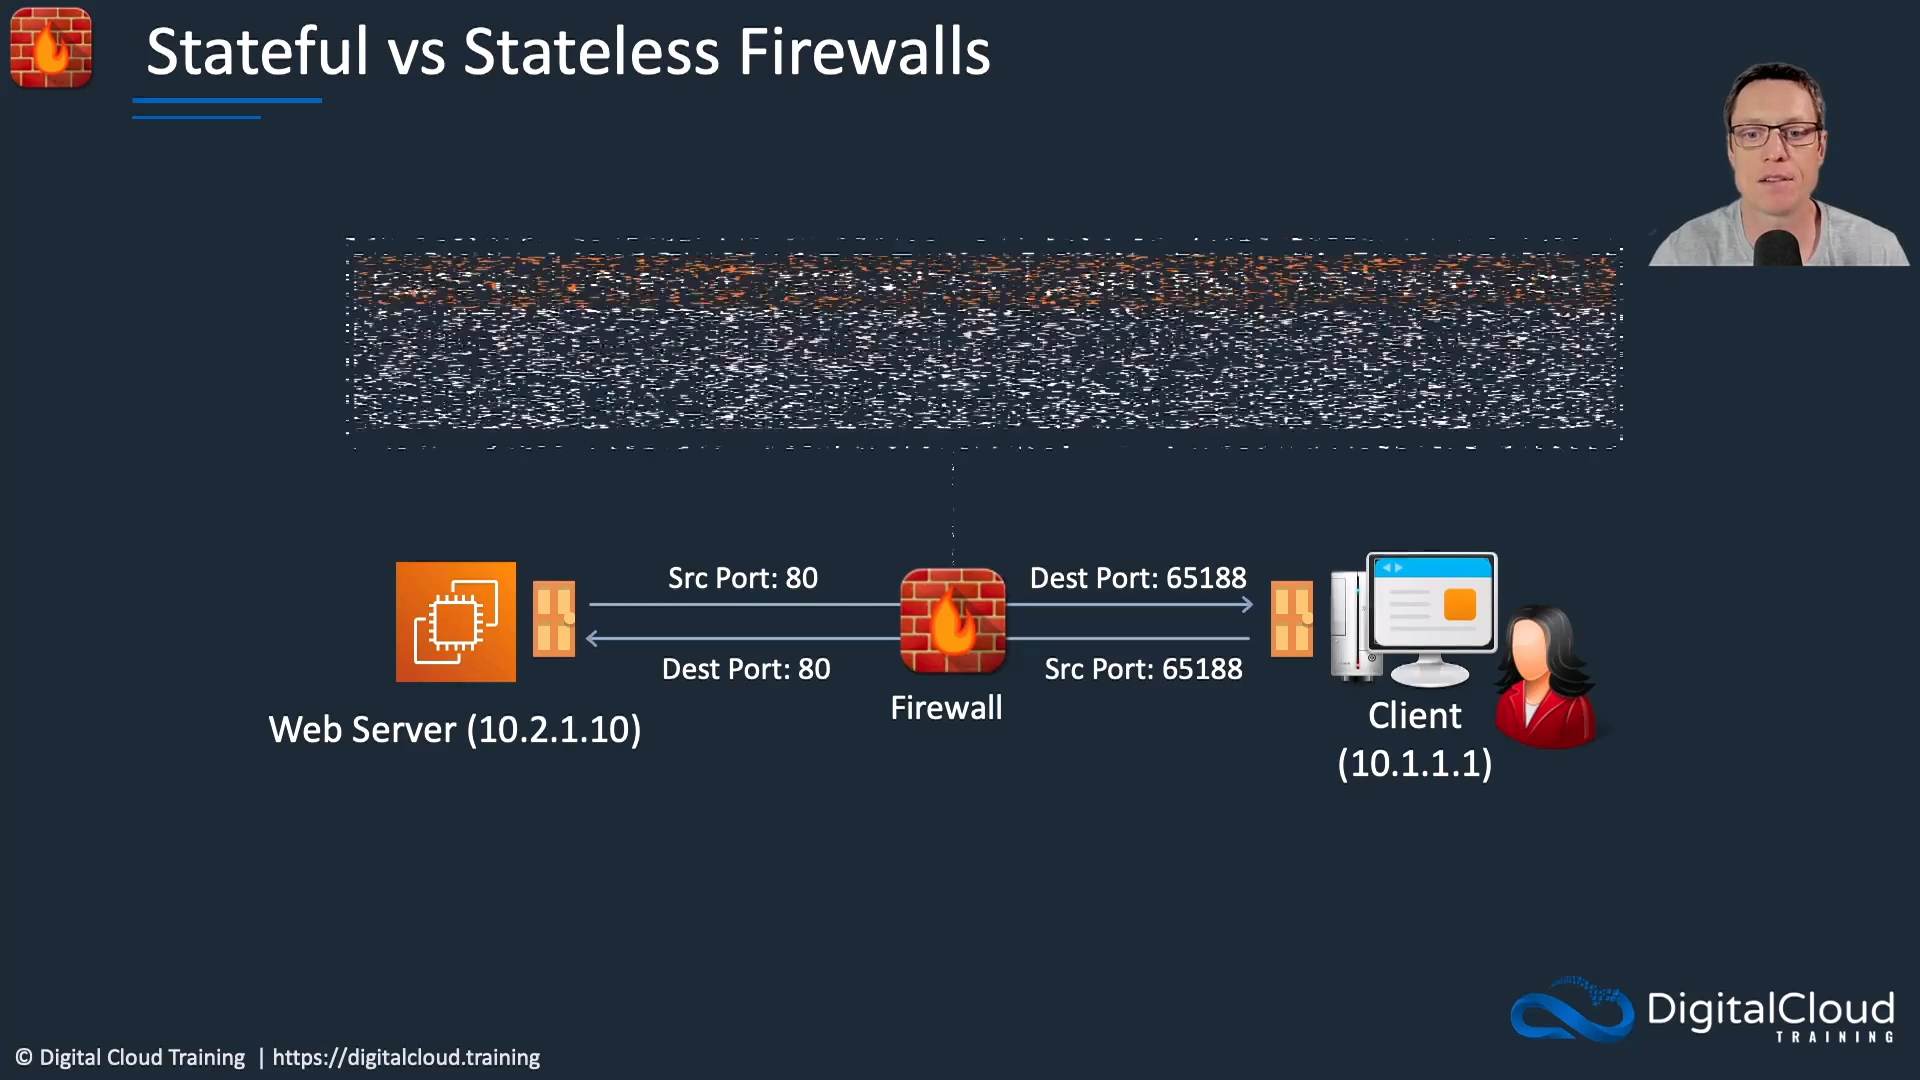 Stateful vs Stateless Firewalls
Src Port: 80
Dest Port: 65188
Dest Port: 80
Src Port: 65188
Firewall
Web Server (10.2.1.10)
Client
(10.1.1.1)
DigitalCloud
TRAINING
© Digital Cloud Training | https://digitalcloud.training